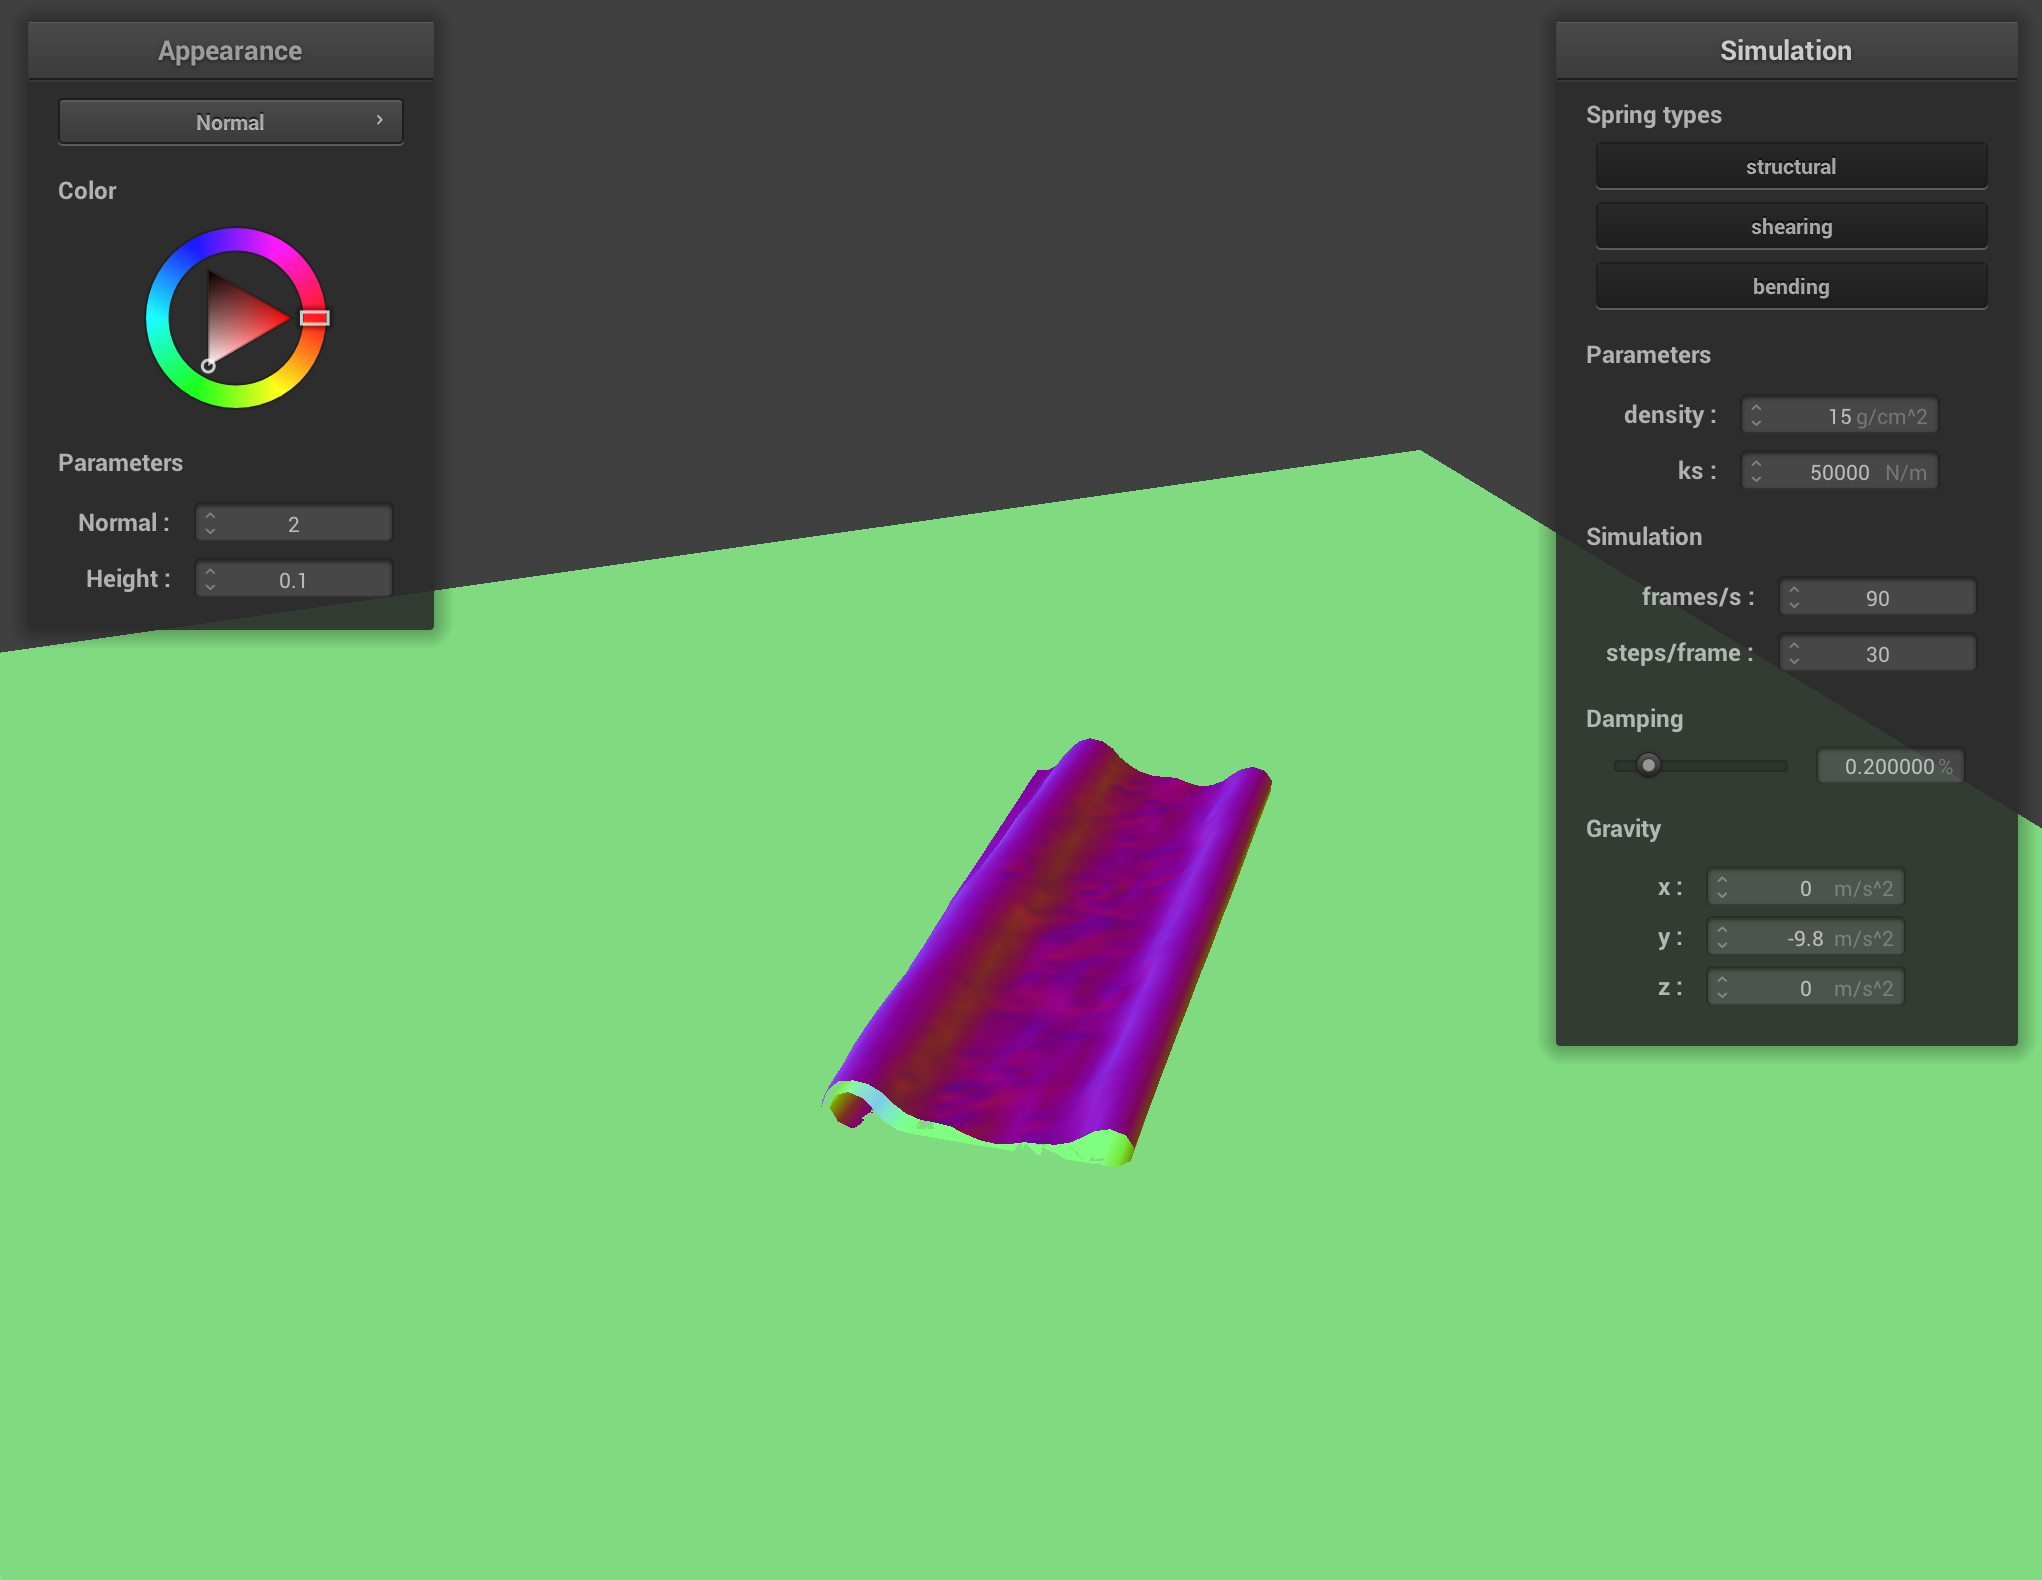 Appearance
Normal
Color
Parameters
Normal : 2
Height : 0.1
Simulation
Spring types
structural
shearing
bending
Parameters
density : 15 g/cm^2
ks : 50000 N/m
Simulation
frames/s : 90
steps/frame : 30
Damping
0.200000 %
Gravity
x : 0 m/s^2
y : -9.8 m/s^2
z : 0 m/s^2